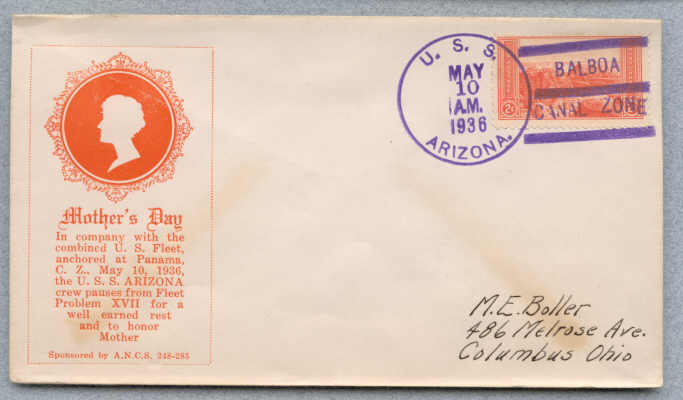 Mother's Day
In company with the
combined U. S. Fleet,
anchored at Panama,
C. Z., May 10, 1936,
the U. S. S. ARIZONA
crew pauses from Fleet
Problem XVII for a
well earned rest
and to honor
Mother
Sponsored by A.N.C.S. 248-285
U. S. S.
MAY
10
1A.M.
1936
ARIZONA.
BALBOA
CANAL ZONE
2¢
M.E. Boller
486 Melrose Ave.
Columbus Ohio